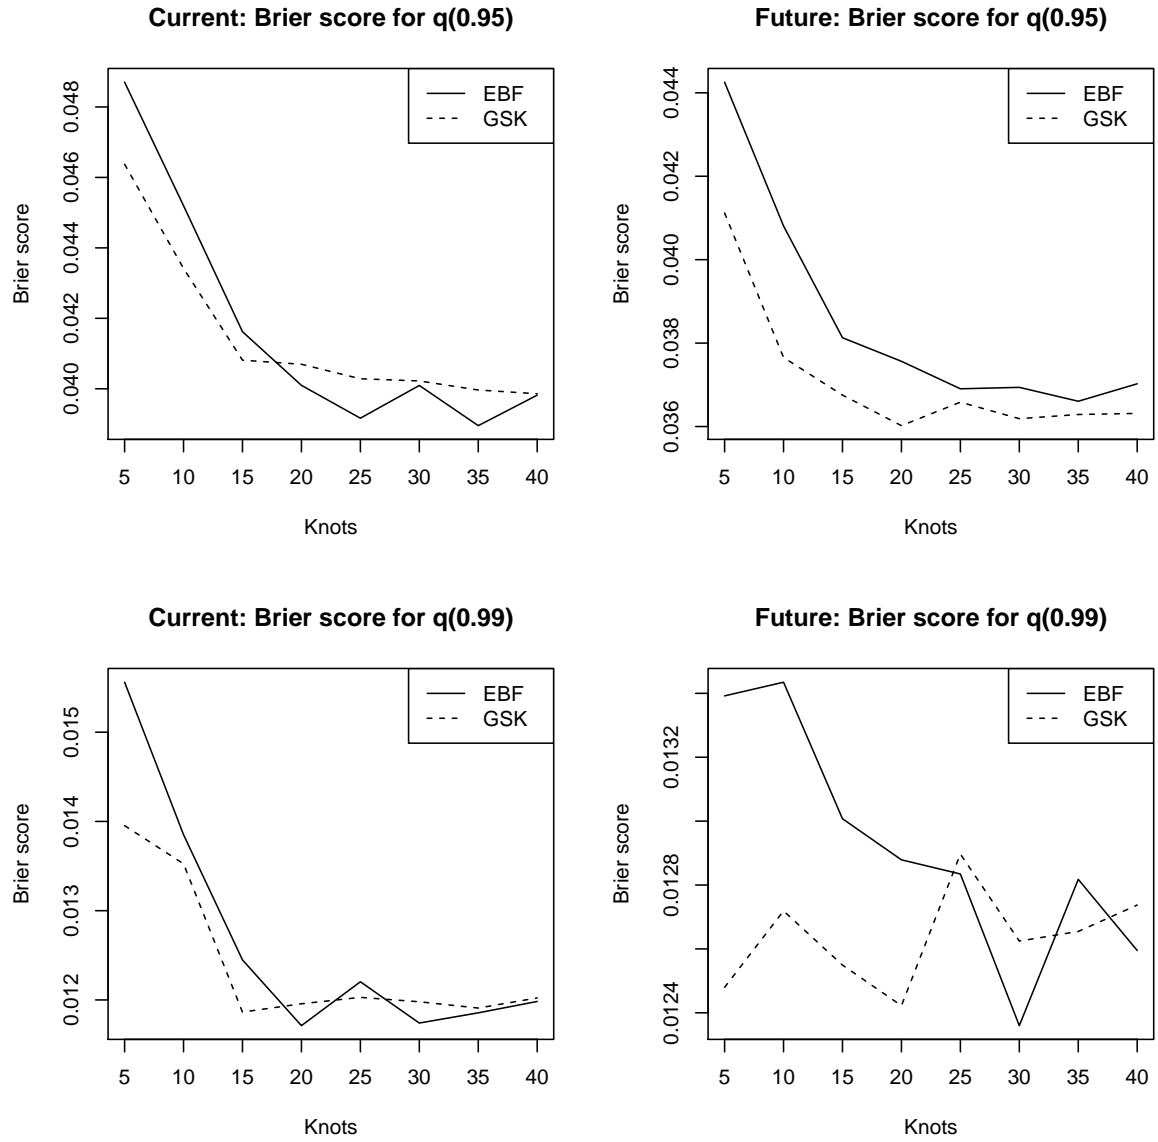 Current: Brier score for q(0.95)
EBF
GSK
Brier score
0.048
0.046
0.044
0.042
0.040
5 10 15 20 25 30 35 40
Knots
Future: Brier score for q(0.95)
EBF
GSK
Brier score
0.044
0.042
0.040
0.038
0.036
5 10 15 20 25 30 35 40
Knots
Current: Brier score for q(0.99)
EBF
GSK
Brier score
0.015
0.014
0.013
0.012
5 10 15 20 25 30 35 40
Knots
Future: Brier score for q(0.99)
EBF
GSK
Brier score
0.0132
0.0128
0.0124
5 10 15 20 25 30 35 40
Knots